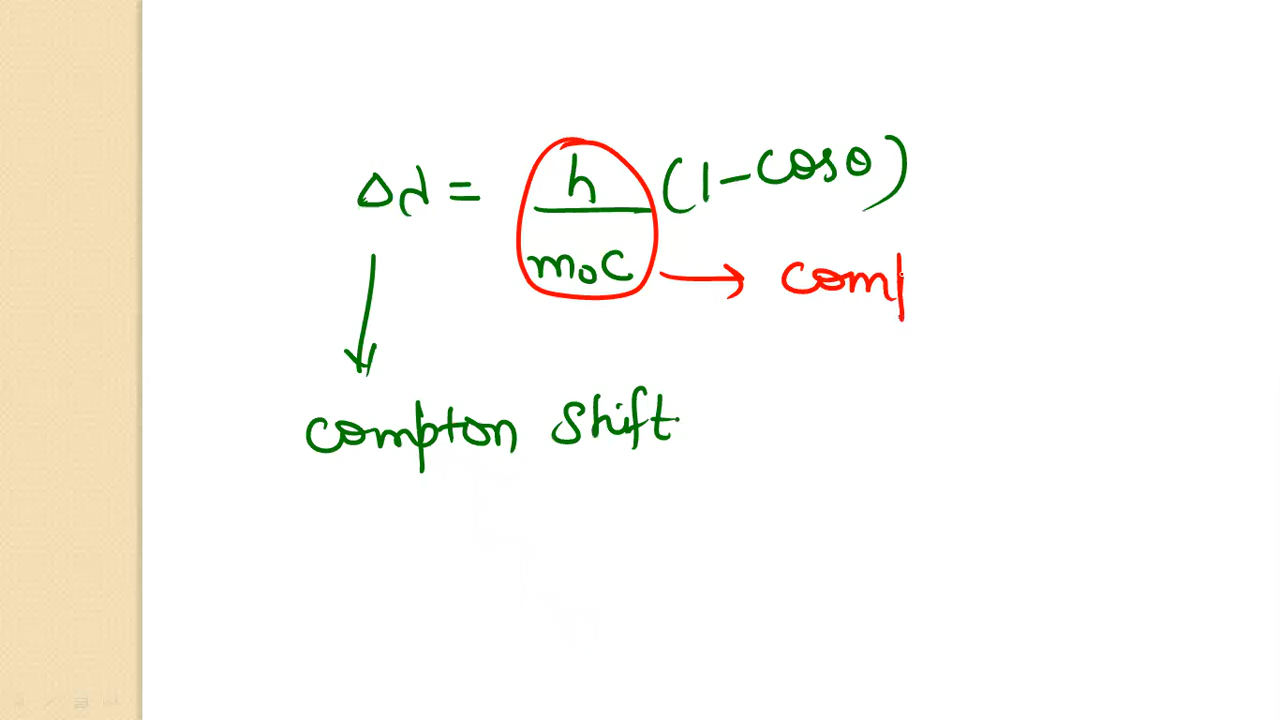 Δλ = h/m₀c (1-cosθ)
→ comp
↓
compton shift